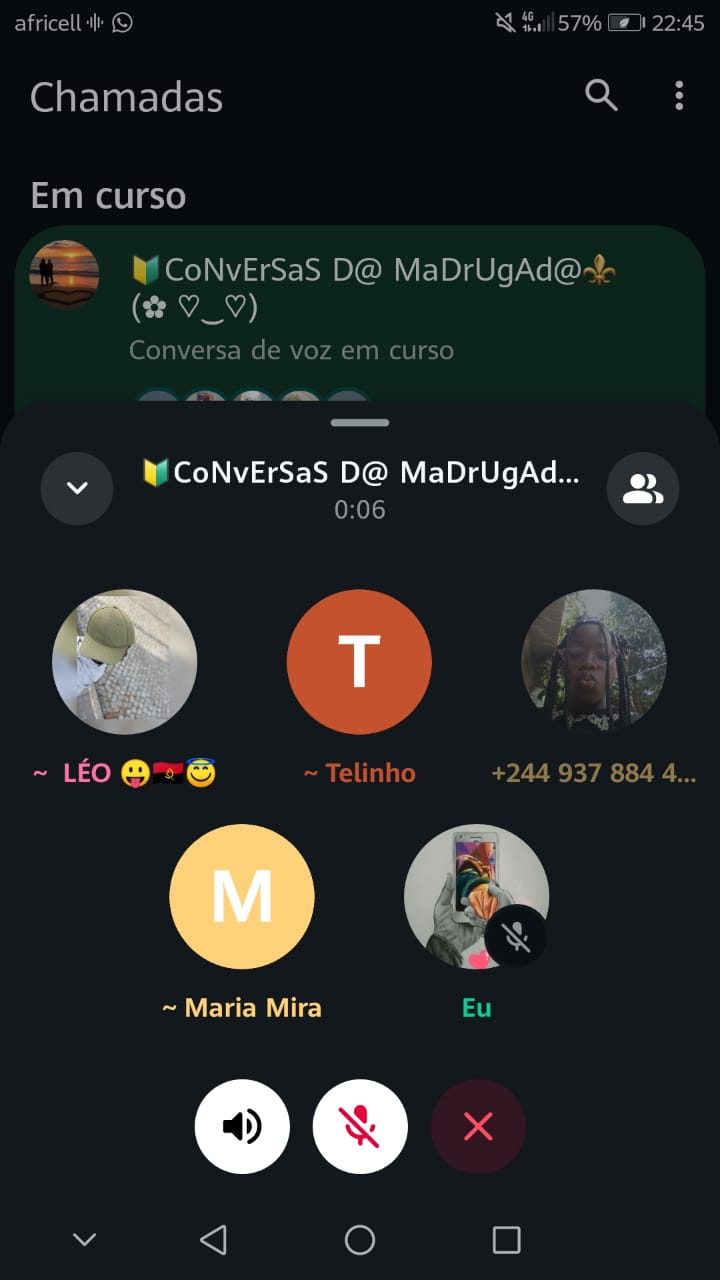 africell 4G 57% 22:45
Chamadas
Em curso
🔰CoNvErSaS D@ MaDrUgAd@⚜️
(✿ ♡‿♡)
Conversa de voz em curso
🔰CoNvErSaS D@ MaDrUgAd...
0:06
T
~ LÉO 😛🇦🇴😇 ~ Telinho +244 937 884 4...
M
~ Maria Mira Eu